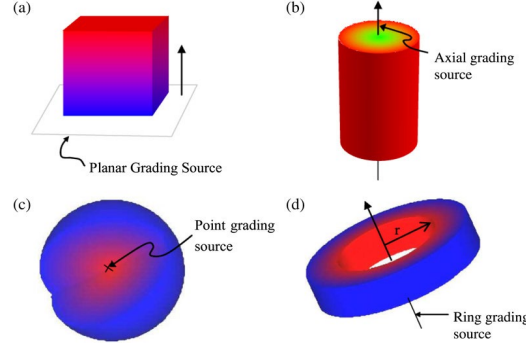 (a)
(b)
Axial grading
source
Planar Grading Source
(c)
Point grading
source
(d)
r
Ring grading
source